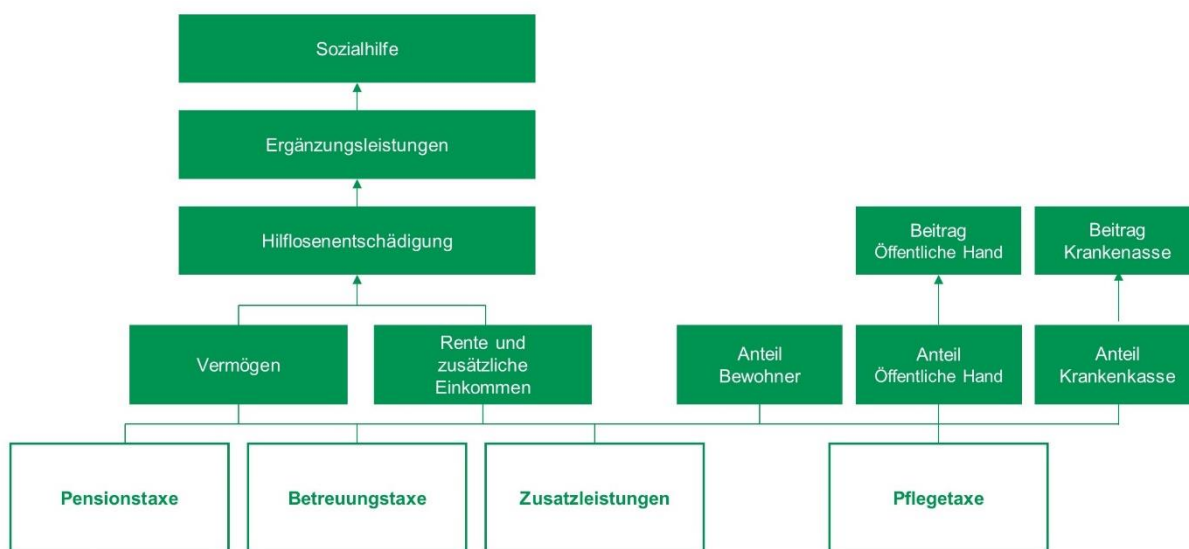 Sozialhilfe
Ergänzungsleistungen
Hilflosenentschädigung
Beitrag
Öffentliche Hand
Beitrag
Krankenasse
Vermögen
Rente und
zusätzliche
Einkommen
Anteil
Bewohner
Anteil
Öffentliche Hand
Anteil
Krankenkasse
Pensionstaxe
Betreuungstaxe
Zusatzleistungen
Pflegetaxe